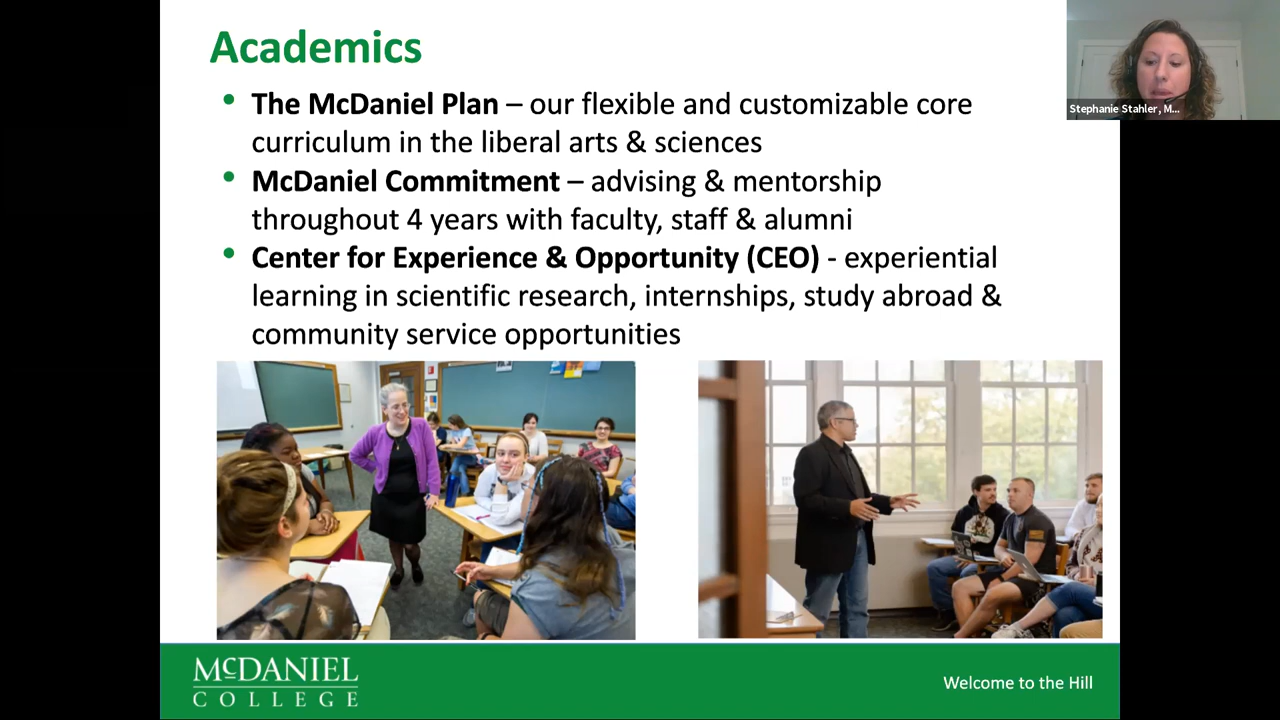 Academics
• The McDaniel Plan – our flexible and customizable core
curriculum in the liberal arts & sciences
• McDaniel Commitment – advising & mentorship
throughout 4 years with faculty, staff & alumni
• Center for Experience & Opportunity (CEO) - experiential
learning in scientific research, internships, study abroad &
community service opportunities
Stephanie Stahler, M...
McDANIEL
COLLEGE
Welcome to the Hill